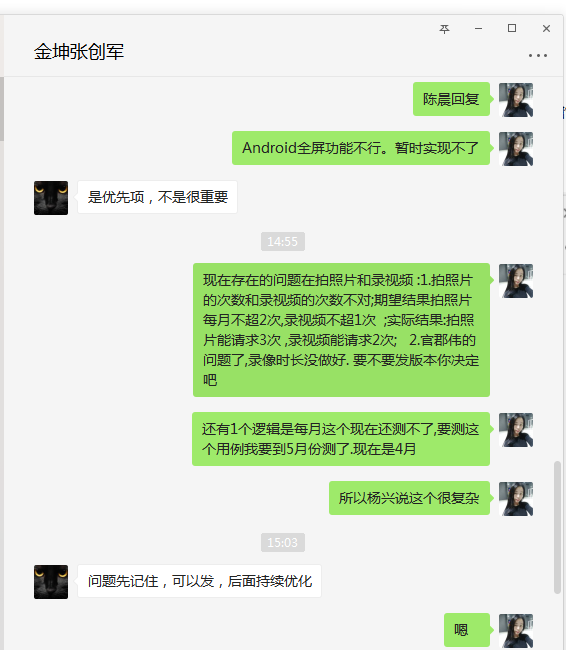 金坤张创军
陈晨回复
Android全屏功能不行。暂时实现不了
是优先项，不是很重要
14:55
现在存在的问题在拍照片和录视频 :1.拍照片
的次数和录视频的次数不对;期望结果拍照片
每月不超2次,录视频不超1次  ;实际结果:拍照
片能请求3次 ,录视频能请求2次;   2.官郡伟的
问题了,录像时长没做好. 要不要发版本你决定
吧
还有1个逻辑是每月这个现在还测不了,要测这
个用例我要到5月份测了.现在是4月
所以杨兴说这个很复杂
15:03
问题先记住，可以发，后面持续优化
嗯